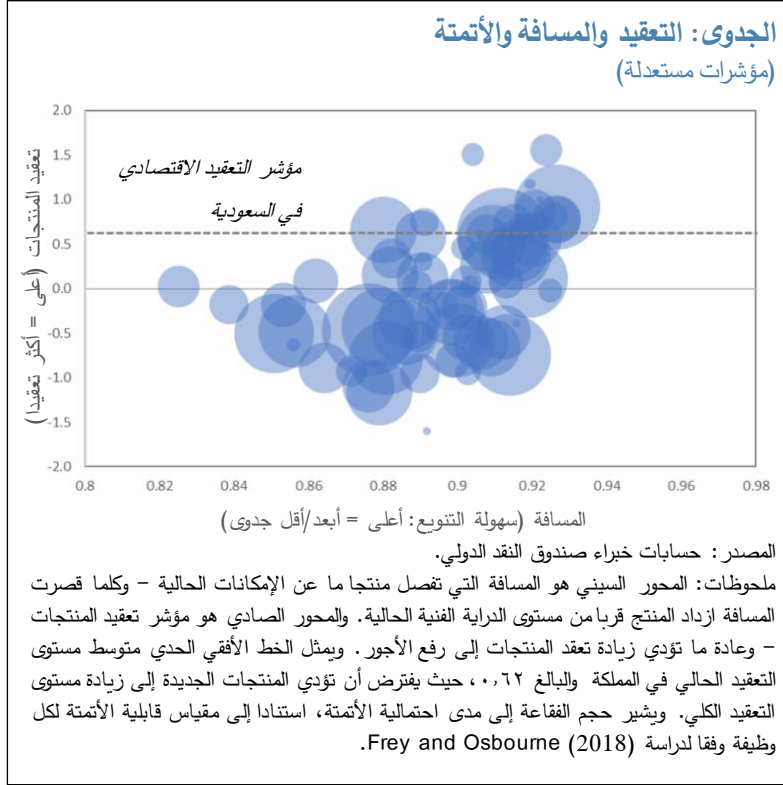 الجدوى: التعقيد والمسافة والأتمتة
(مؤشرات مستعدلة)
2.0
1.5
1.0
0.5
0.0
-0.5
-1.0
-1.5
-2.0
تعقيد المنتجات (أعلى = أكثر تعقيدا)
مؤشر التعقيد الاقتصادي
في السعودية
0.8 0.82 0.84 0.86 0.88 0.9 0.92 0.94 0.96 0.98
المسافة (سهولة التنويع: أعلى = أبعد/أقل جدوى)
المصدر: حسابات خبراء صندوق النقد الدولي.
ملحوظات: المحور السيني هو المسافة التي تفصل منتجا ما عن الإمكانات الحالية – وكلما قصرت
المسافة ازداد المنتج قربا من مستوى الدراية الفنية الحالية. والمحور الصادي هو مؤشر تعقيد المنتجات
– وعادة ما تؤدي زيادة تعقد المنتجات إلى رفع الأجور. ويمثل الخط الأفقي الحدي متوسط مستوى
التعقيد الحالي في المملكة والبالغ ٠,٦٢، حيث يفترض أن تؤدي المنتجات الجديدة إلى زيادة مستوى
التعقيد الكلي. ويشير حجم الفقاعة إلى مدى احتمالية الأتمتة، استنادا إلى مقياس قابلية الأتمتة لكل
وظيفة وفقا لدراسة Frey and Osbourne (2018).